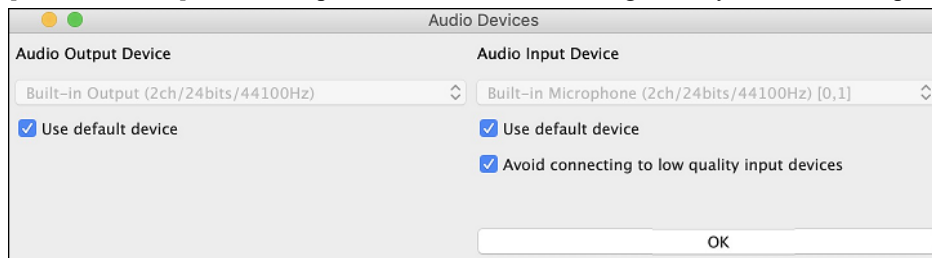 Audio Devices
Audio Output Device
Audio Input Device
Built-in Output (2ch/24bits/44100Hz)
Built-in Microphone (2ch/24bits/44100Hz) [0,1]
Use default device
Use default device
Avoid connecting to low quality input devices
OK